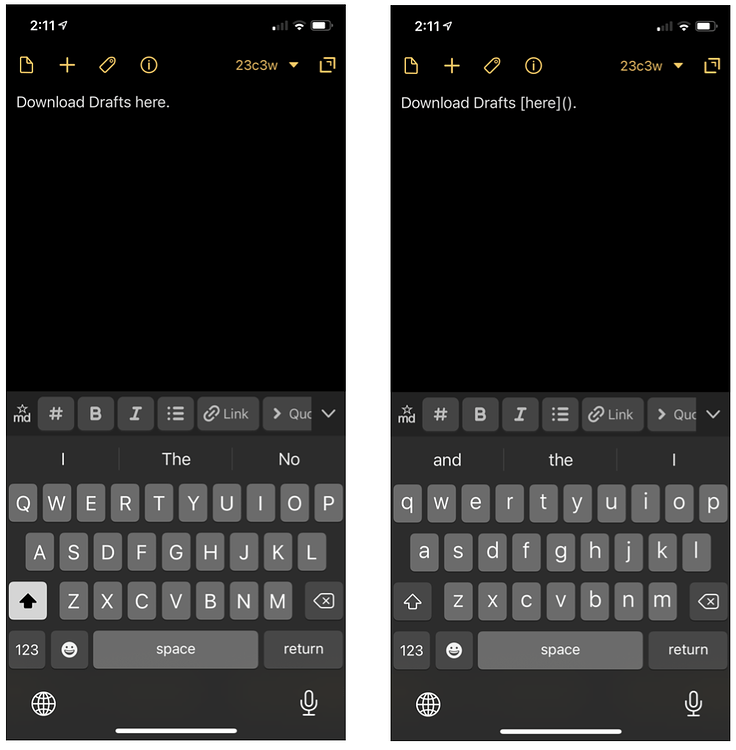 2:11
23c3w
Download Drafts here.
md # B I Link Quo
I The No
Q W E R T Y U I O P
A S D F G H J K L
Z X C V B N M
123 space return
2:11
23c3w
Download Drafts [here]().
md # B I Link Quo
and the I
q w e r t y u i o p
a s d f g h j k l
z x c v b n m
123 space return